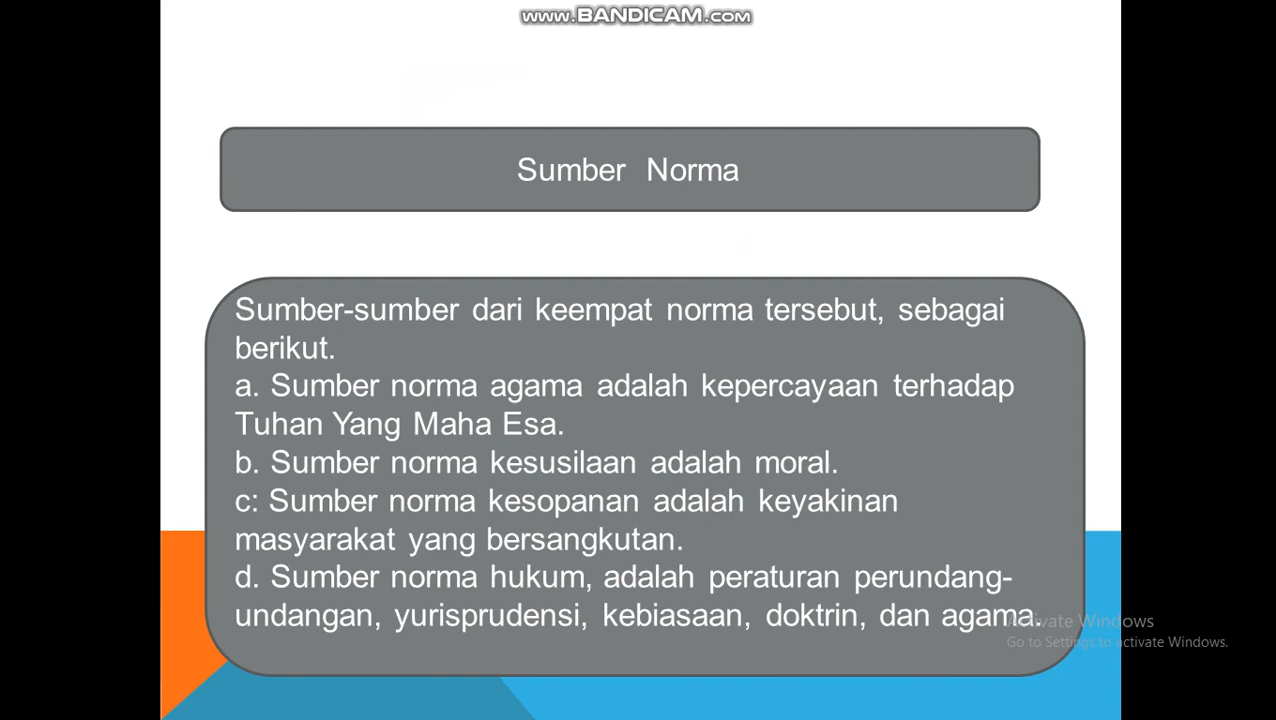 www.BANDICAM.com
Sumber Norma
Sumber-sumber dari keempat norma tersebut, sebagai
berikut.
a. Sumber norma agama adalah kepercayaan terhadap
Tuhan Yang Maha Esa.
b. Sumber norma kesusilaan adalah moral.
c: Sumber norma kesopanan adalah keyakinan
masyarakat yang bersangkutan.
d. Sumber norma hukum, adalah peraturan perundang-
undangan, yurisprudensi, kebiasaan, doktrin, dan agama.
Activate Windows
Go to Settings to activate Windows.